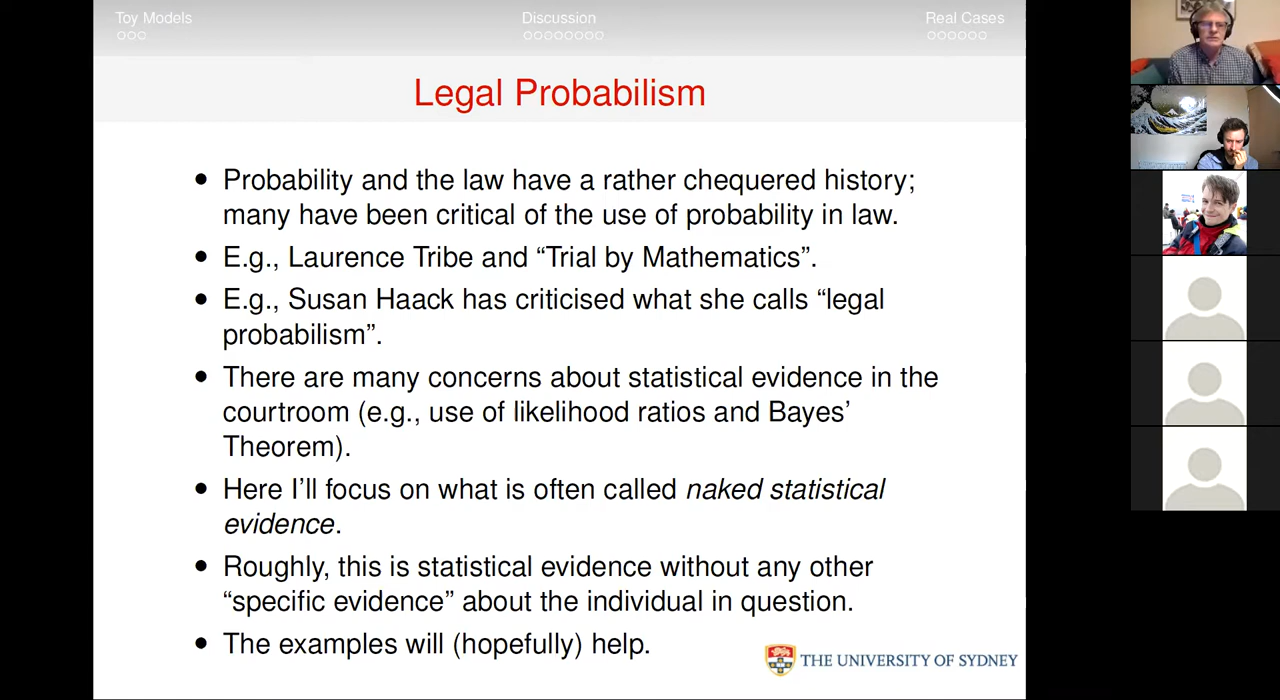 Toy Models
Discussion
Real Cases
Legal Probabilism
• Probability and the law have a rather chequered history;
many have been critical of the use of probability in law.
• E.g., Laurence Tribe and “Trial by Mathematics”.
• E.g., Susan Haack has criticised what she calls “legal
probabilism”.
• There are many concerns about statistical evidence in the
courtroom (e.g., use of likelihood ratios and Bayes’
Theorem).
• Here I’ll focus on what is often called naked statistical
evidence.
• Roughly, this is statistical evidence without any other
“specific evidence” about the individual in question.
• The examples will (hopefully) help.
THE UNIVERSITY OF SYDNEY